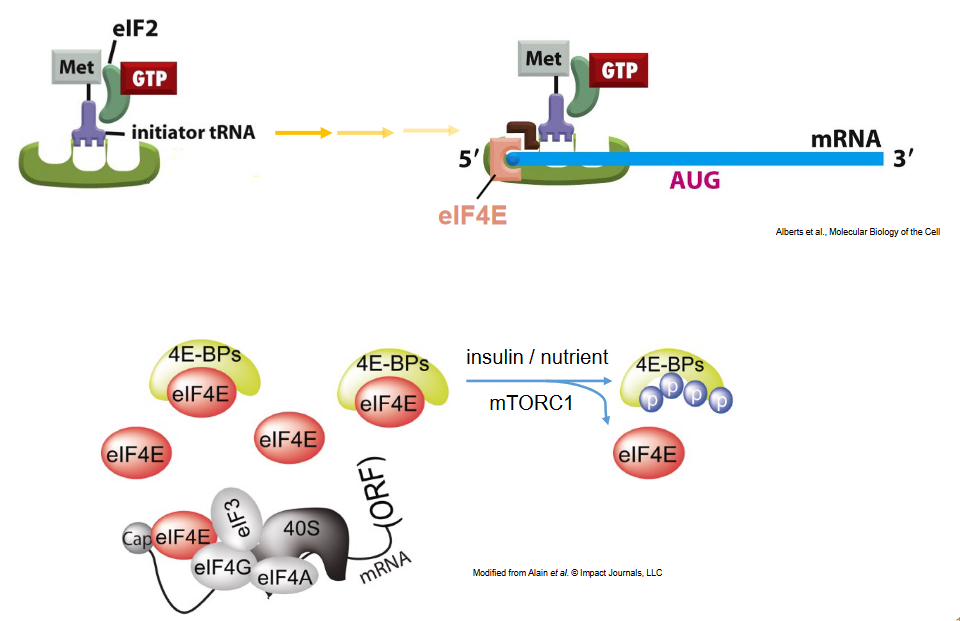 eIF2
Met
GTP
initiator tRNA
Met
GTP
mRNA
5′
3′
AUG
eIF4E
Alberts et al., Molecular Biology of the Cell
4E-BPs
eIF4E
4E-BPs
eIF4E
insulin / nutrient
mTORC1
4E-BPs
p
p
p
p
eIF4E
eIF4E
eIF4E
(ORF)
Cap
eIF4E
eIF3
40S
eIF4G
eIF4A
mRNA
Modified from Alain et al. © Impact Journals, LLC